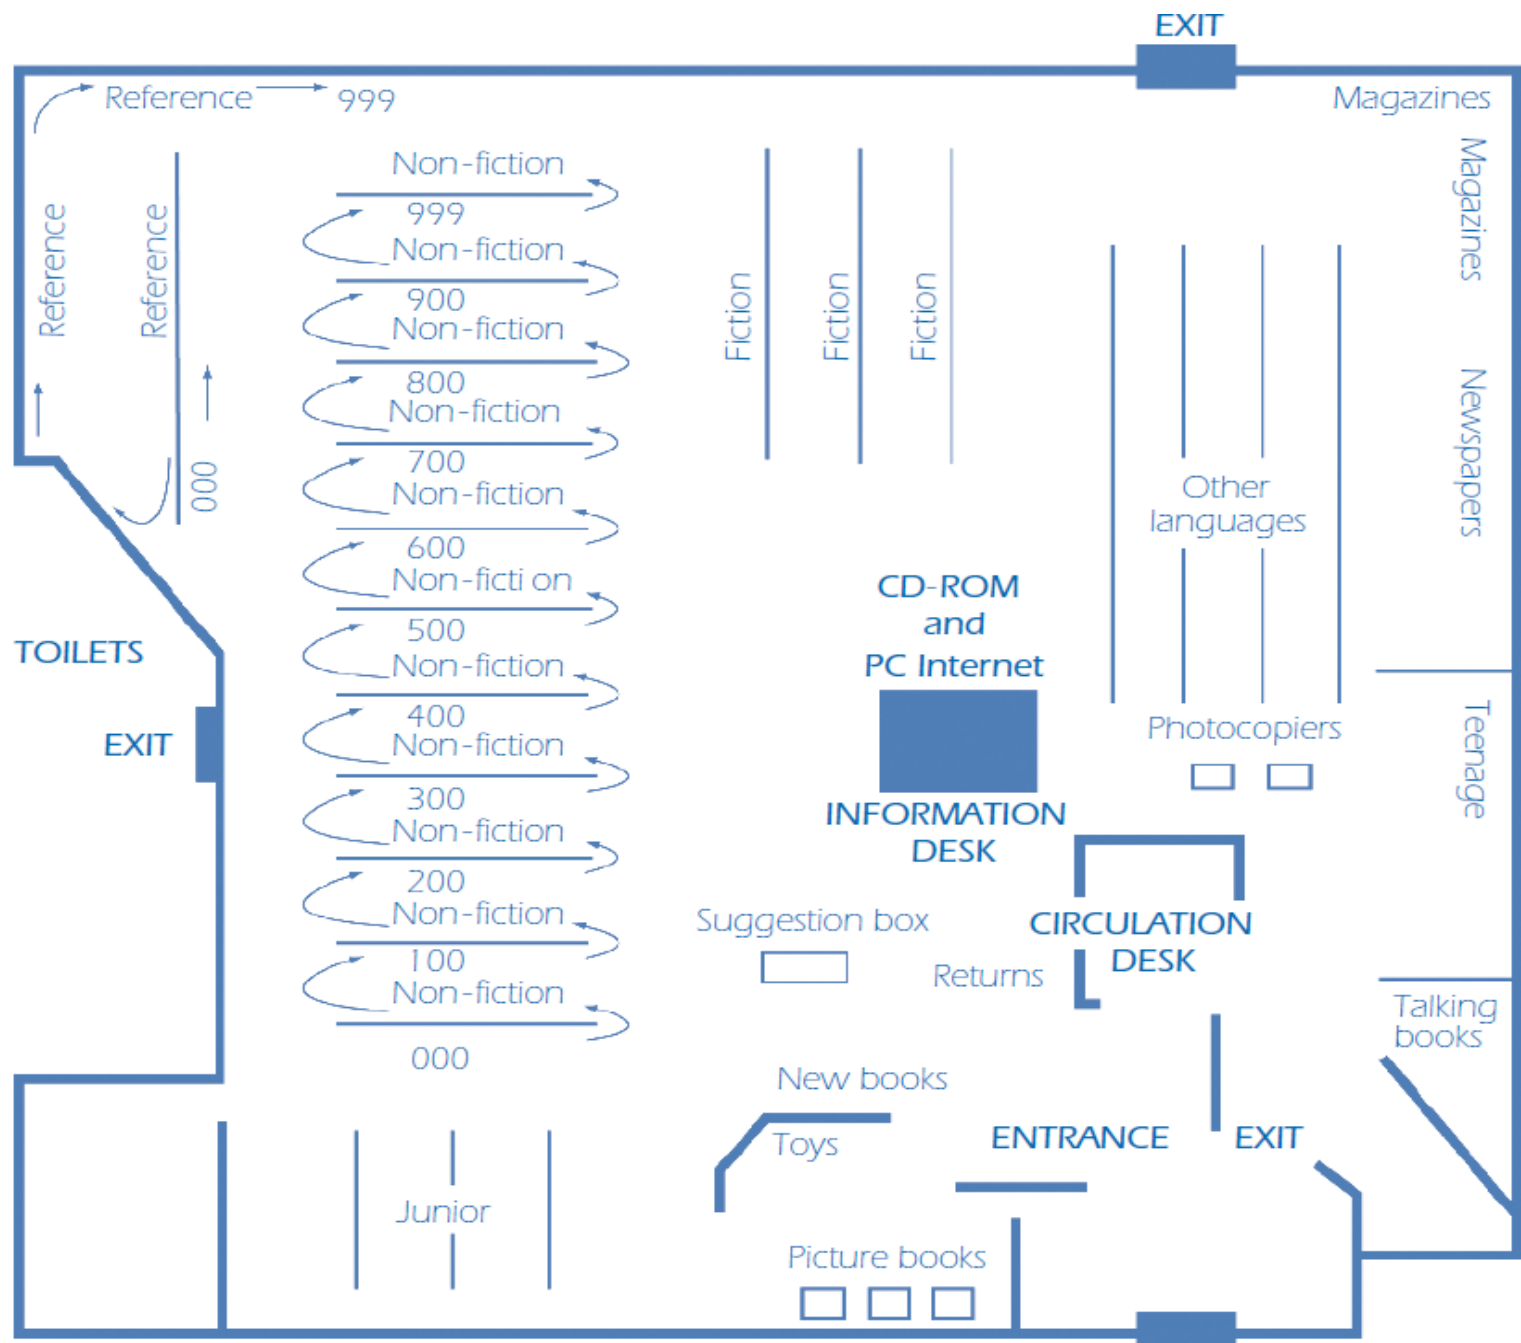 EXIT
Reference
999
Magazines
Reference
Reference
000
Non-fiction
999
Non-fiction
900
Non-fiction
800
Non-fiction
700
Non-fiction
600
Non-ficti on
500
Non-fiction
400
Non-fiction
300
Non-fiction
200
Non-fiction
100
Non-fiction
000
Fiction
Fiction
Fiction
Magazines
Newspapers
Other
languages
CD-ROM
and
PC Internet
TOILETS
EXIT
Photocopiers
Teenage
INFORMATION
DESK
Suggestion box
CIRCULATION
DESK
Returns
Talking
books
New books
Toys
ENTRANCE
EXIT
Junior
Picture books